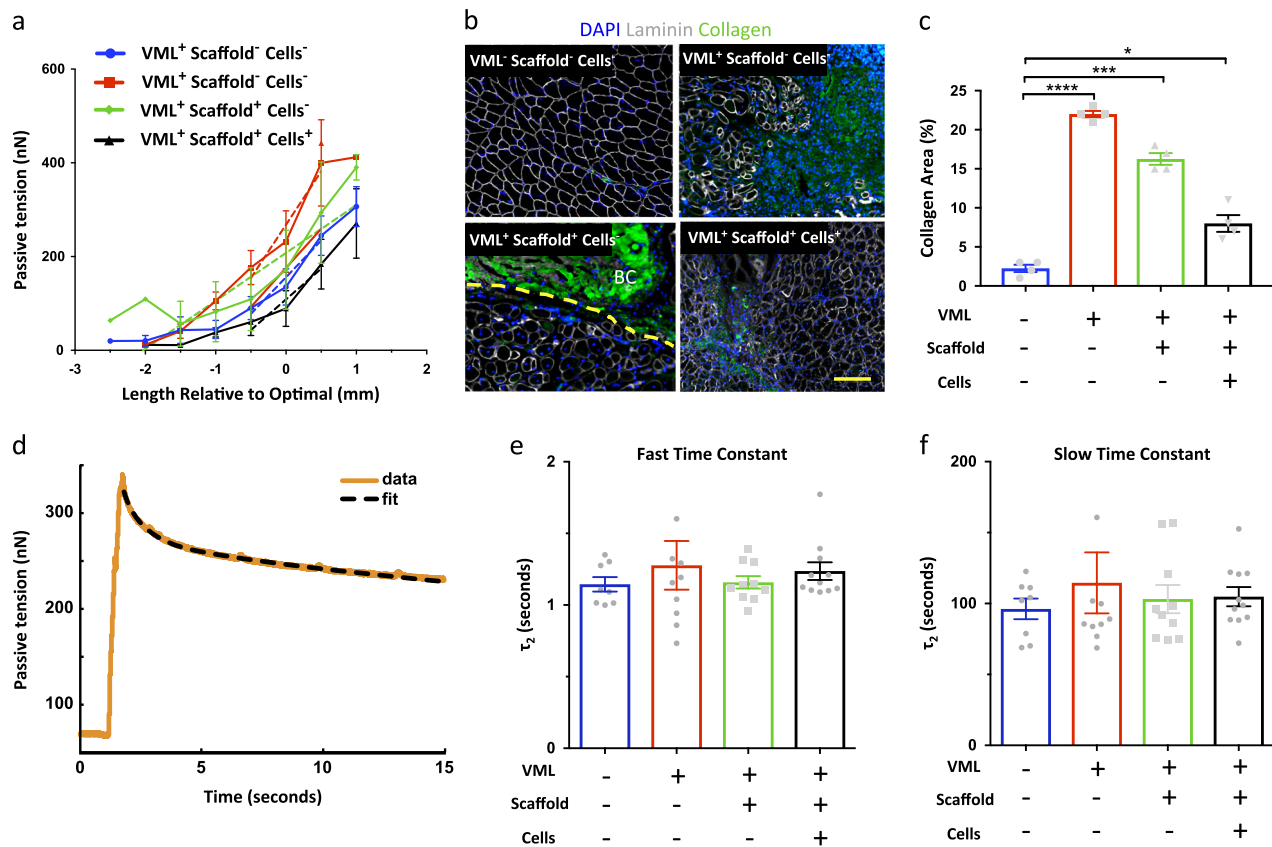 a
VML⁺ Scaffold⁻ Cells⁻
VML⁺ Scaffold⁻ Cells⁻
VML⁺ Scaffold⁺ Cells⁻
VML⁺ Scaffold⁺ Cells⁺
Passive tension (nN)
600
400
200
0
-3 -2 -1 0 1 2
Length Relative to Optimal (mm)
b
DAPI Laminin Collagen
VML⁻ Scaffold⁻ Cells⁻
VML⁺ Scaffold⁻ Cells⁻
VML⁺ Scaffold⁺ Cells⁻
BC
VML⁺ Scaffold⁺ Cells⁺
c
*
***
****
Collagen Area (%)
25
20
15
10
5
0
VML - + + +
Scaffold - - + +
Cells - - - +
d
data
fit
Passive tension (nN)
300
200
100
0 5 10 15
Time (seconds)
e
Fast Time Constant
τ₂ (seconds)
2
1
0
VML - + + +
Scaffold - - + +
Cells - - - +
f
Slow Time Constant
τ₂ (seconds)
200
100
0
VML - + + +
Scaffold - - + +
Cells - - - +